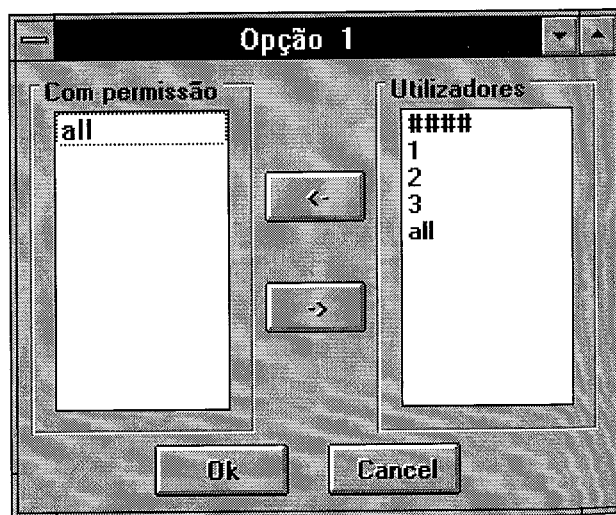 Opção 1
Com permissão
all
Utilizadores
####
1
2
3
all
<-
->
Ok
Cancel